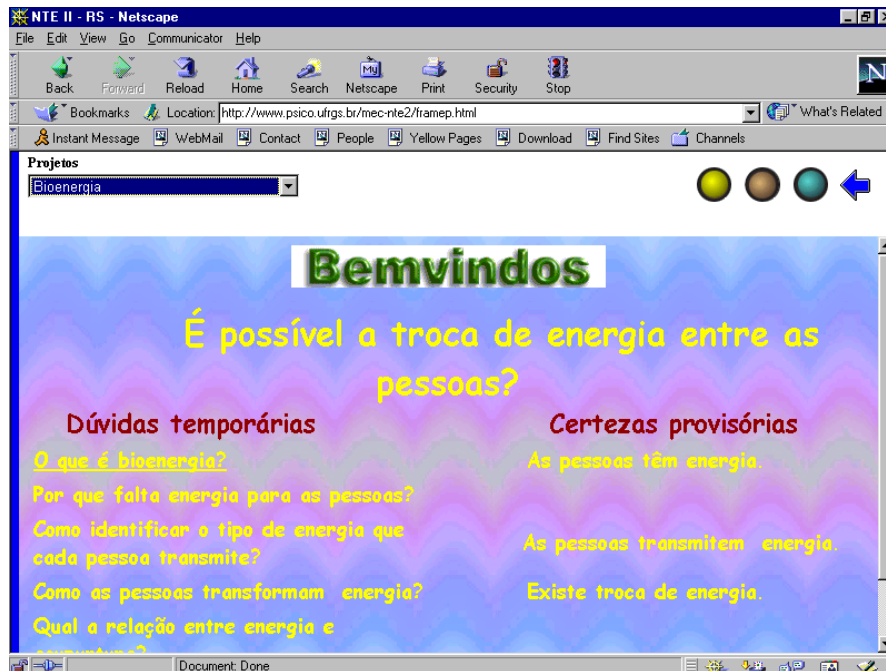 NTE II - RS - Netscape
File Edit View Go Communicator Help
Back Forward Reload Home Search Netscape Print Security Stop
My
N
Bookmarks Location: http://www.psico.ufrgs.br/mec-nte2/framep.html What's Related
Instant Message WebMail Contact People Yellow Pages Download Find Sites Channels
Projetos
Bioenergia
Bemvindos
É possível a troca de energia entre as
pessoas?
Dúvidas temporárias
O que é bioenergia?
Por que falta energia para as pessoas?
Como identificar o tipo de energia que
cada pessoa transmite?
Como as pessoas transformam energia?
Qual a relação entre energia e
Certezas provisórias
As pessoas têm energia.
As pessoas transmitem energia.
Existe troca de energia.
Document: Done